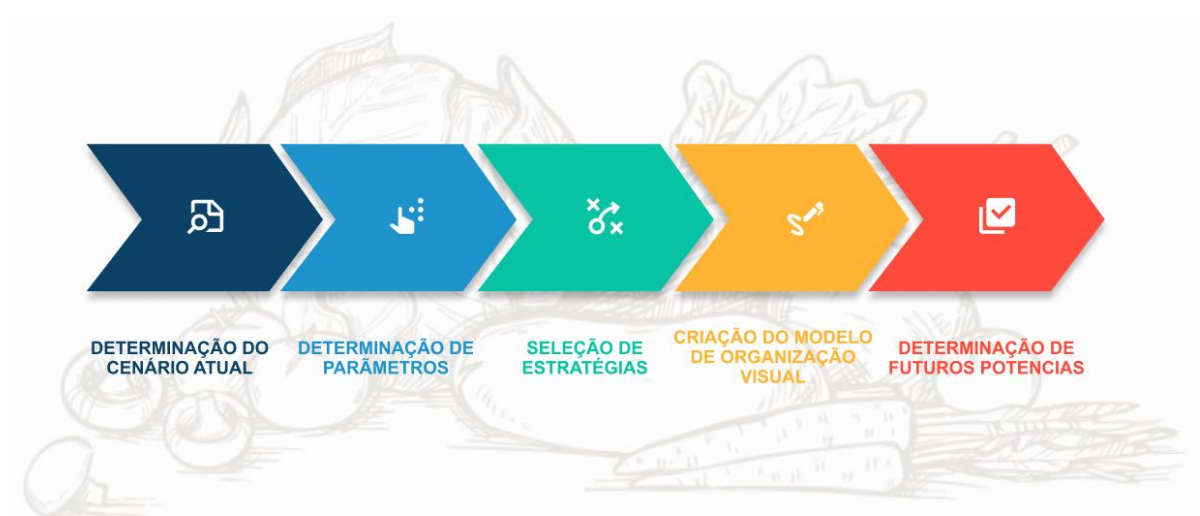 DETERMINAÇÃO DO
CENÁRIO ATUAL
DETERMINAÇÃO DE
PARÃMETROS
SELEÇÃO DE
ESTRATÉGIAS
CRIAÇÃO DO MODELO
DE ORGANIZAÇÃO
VISUAL
DETERMINAÇÃO DE
FUTUROS POTENCIAS